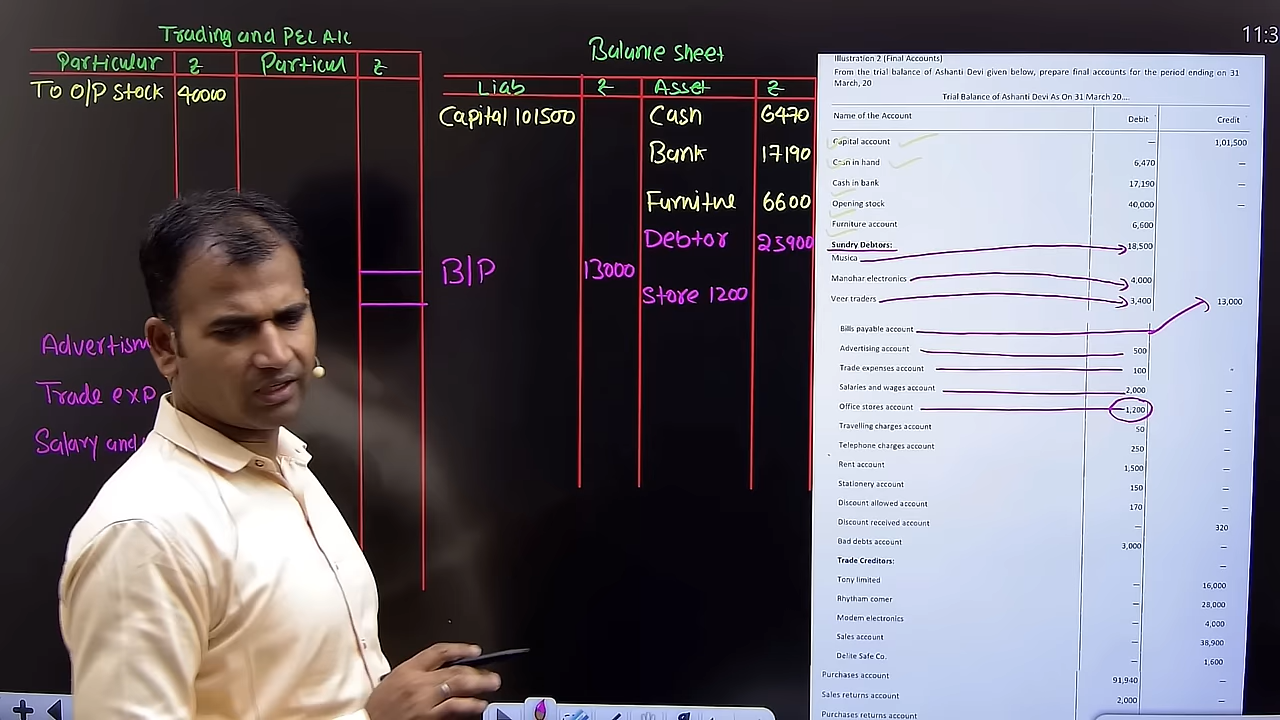 11:3
Trading and P&L A/c
Particular ₹ Particul ₹
To O/P Stock 40000
Advertism
Trade exp
Salary and
Balance sheet
Liab ₹ Asset ₹
Capital 101500 Cash 6470
Bank 17190
Furnitue 6600
Debtor 25900
B/P 13000
Store 1200
Illustration 2 (Final Accounts)
From the trial balance of Ashanti Devi given below, prepare final accounts for the period ending on 31
March, 20
Trial Balance of Ashanti Devi As On 31 March 20....
Name of the Account Debit Credit
Capital account — 1,01,500
Cash in hand 6,470 —
Cash in bank 17,190 —
Opening stock 40,000 —
Furniture account 6,600
Sundry Debtors:
Musica 18,500
Manohar electronics 4,000
Veer traders 3,400
Bills payable account 13,000
Advertising account 500
Trade expenses account 100
Salaries and wages account 2,000 —
Office stores account 1,200 —
Travelling charges account 50 —
Telephone charges account 250 —
Rent account 1,500 —
Stationery account 150 —
Discount allowed account 170 —
Discount received account — 320
Bad debts account 3,000 —
Trade Creditors:
Tony limited — 16,000
Rhytham corner — 28,000
Modern electronics — 4,000
Sales account — 38,900
Delite Safe Co. — 1,600
Purchases account 91,940 —
Sales returns account 2,000 —
Purchases returns account